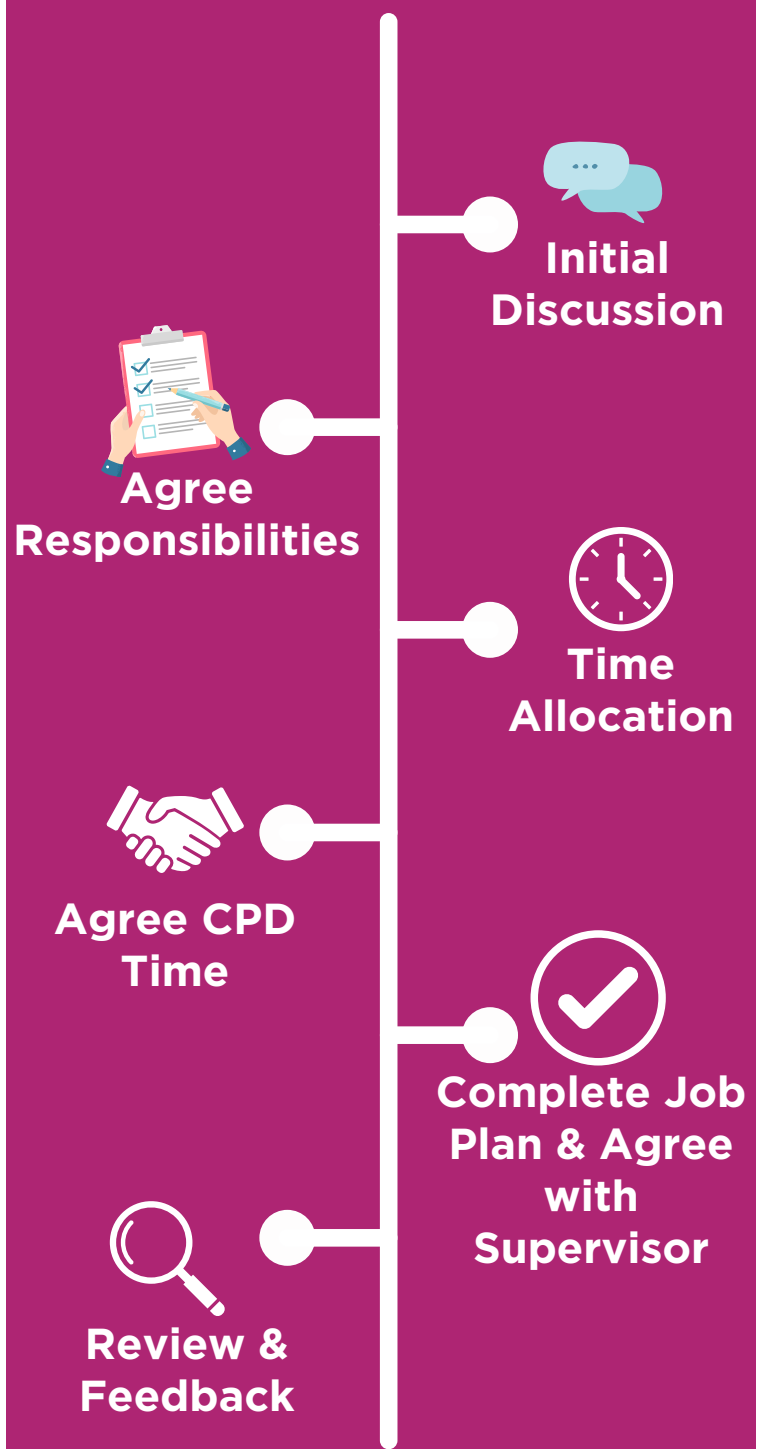 Initial
Discussion
Agree
Responsibilities
Time
Allocation
Agree CPD
Time
Complete Job
Plan & Agree
with
Supervisor
Review &
Feedback